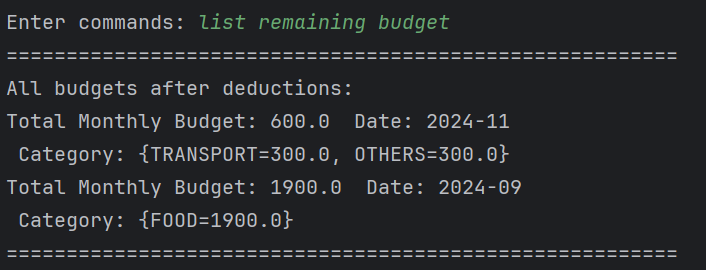 Enter commands: list remaining budget
========================================================
All budgets after deductions:
Total Monthly Budget: 600.0  Date: 2024-11
 Category: {TRANSPORT=300.0, OTHERS=300.0}
Total Monthly Budget: 1900.0  Date: 2024-09
 Category: {FOOD=1900.0}
========================================================